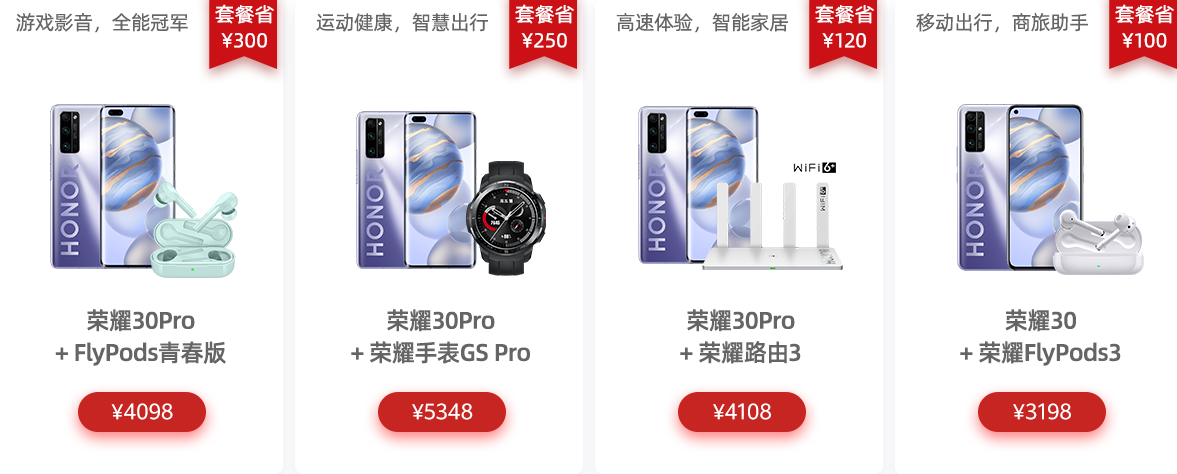 游戏影音，全能冠军
套餐省
¥300
HONOR
荣耀30Pro
+ FlyPods青春版
¥4098
运动健康，智慧出行
套餐省
¥250
HONOR
荣耀30Pro
+ 荣耀手表GS Pro
¥5348
高速体验，智能家居
套餐省
¥120
HONOR
WiFi 6+
荣耀30Pro
+ 荣耀路由3
¥4108
移动出行，商旅助手
套餐省
¥100
HONOR
荣耀30
+ 荣耀FlyPods3
¥3198